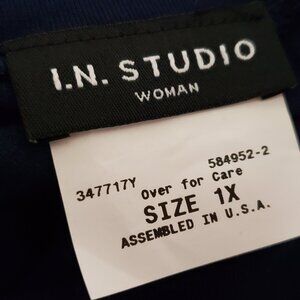 I.N. STUDIO
WOMAN
584952-2
347717Y
Over for Care
SIZE 1X
ASSEMBLED IN U.S.A.